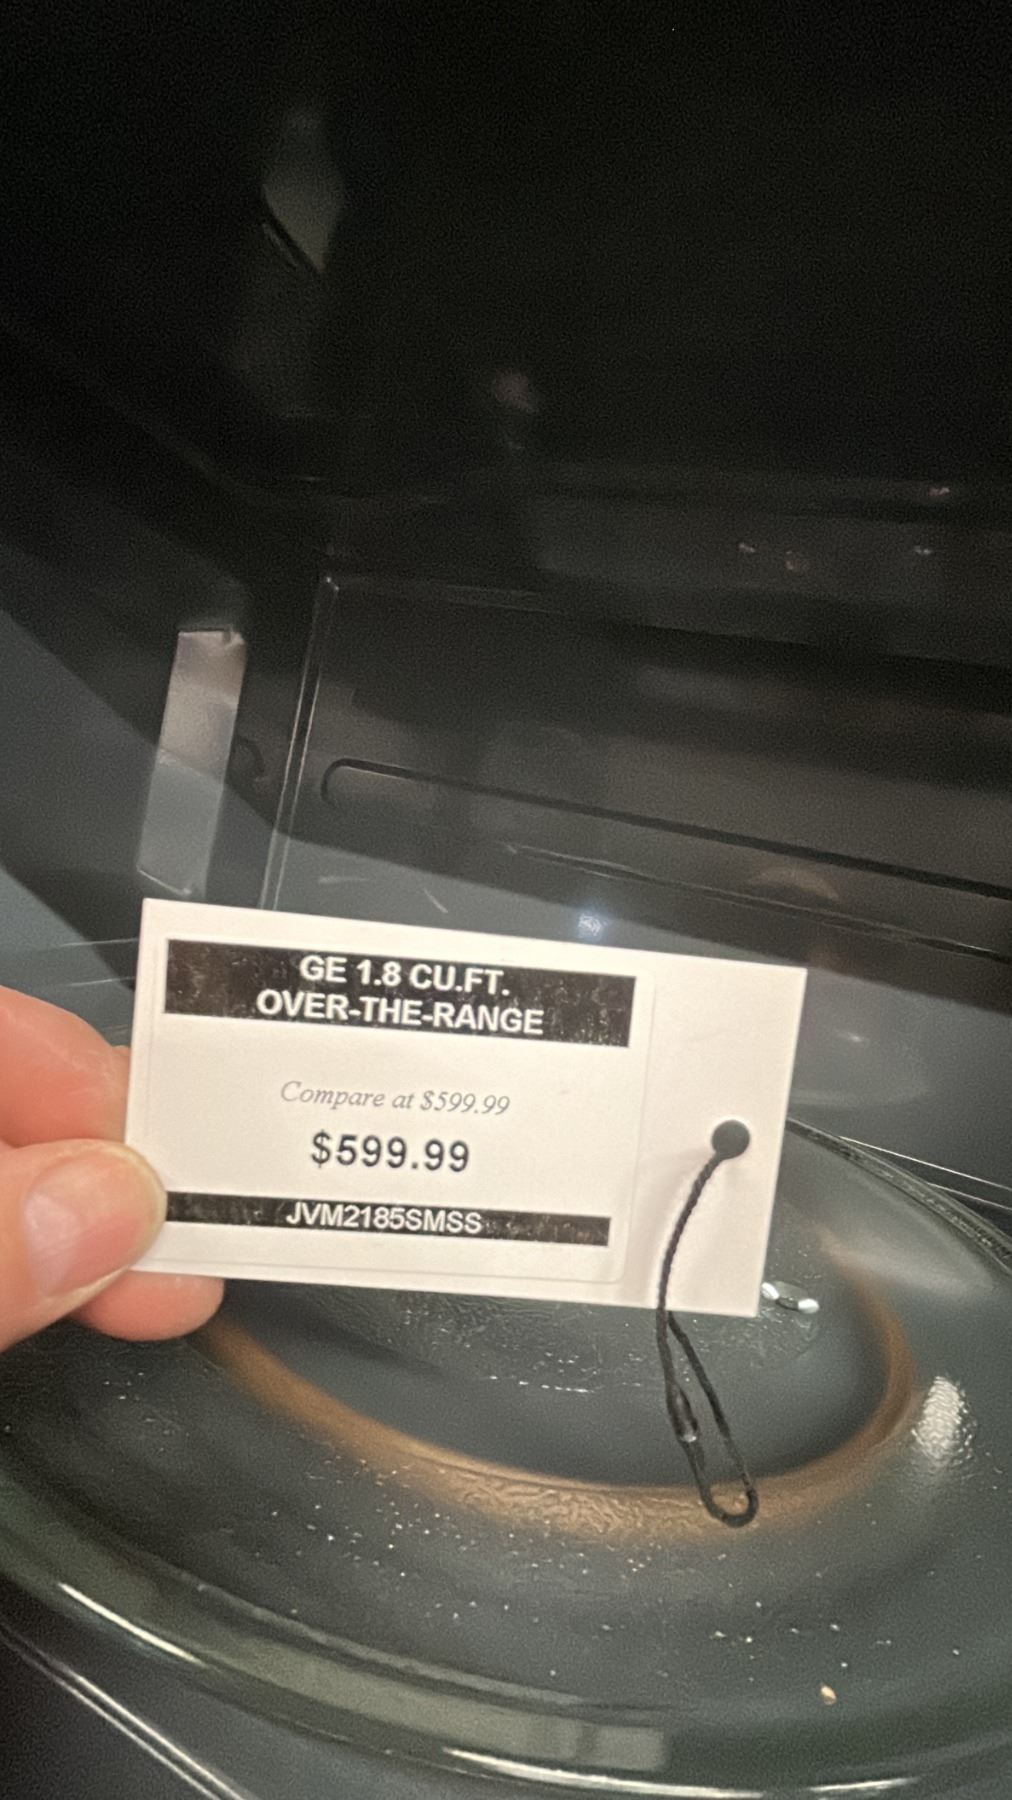 GE 1.8 CU.FT.
OVER-THE-RANGE
Compare at $599.99
$599.99
JVM2185SMSS